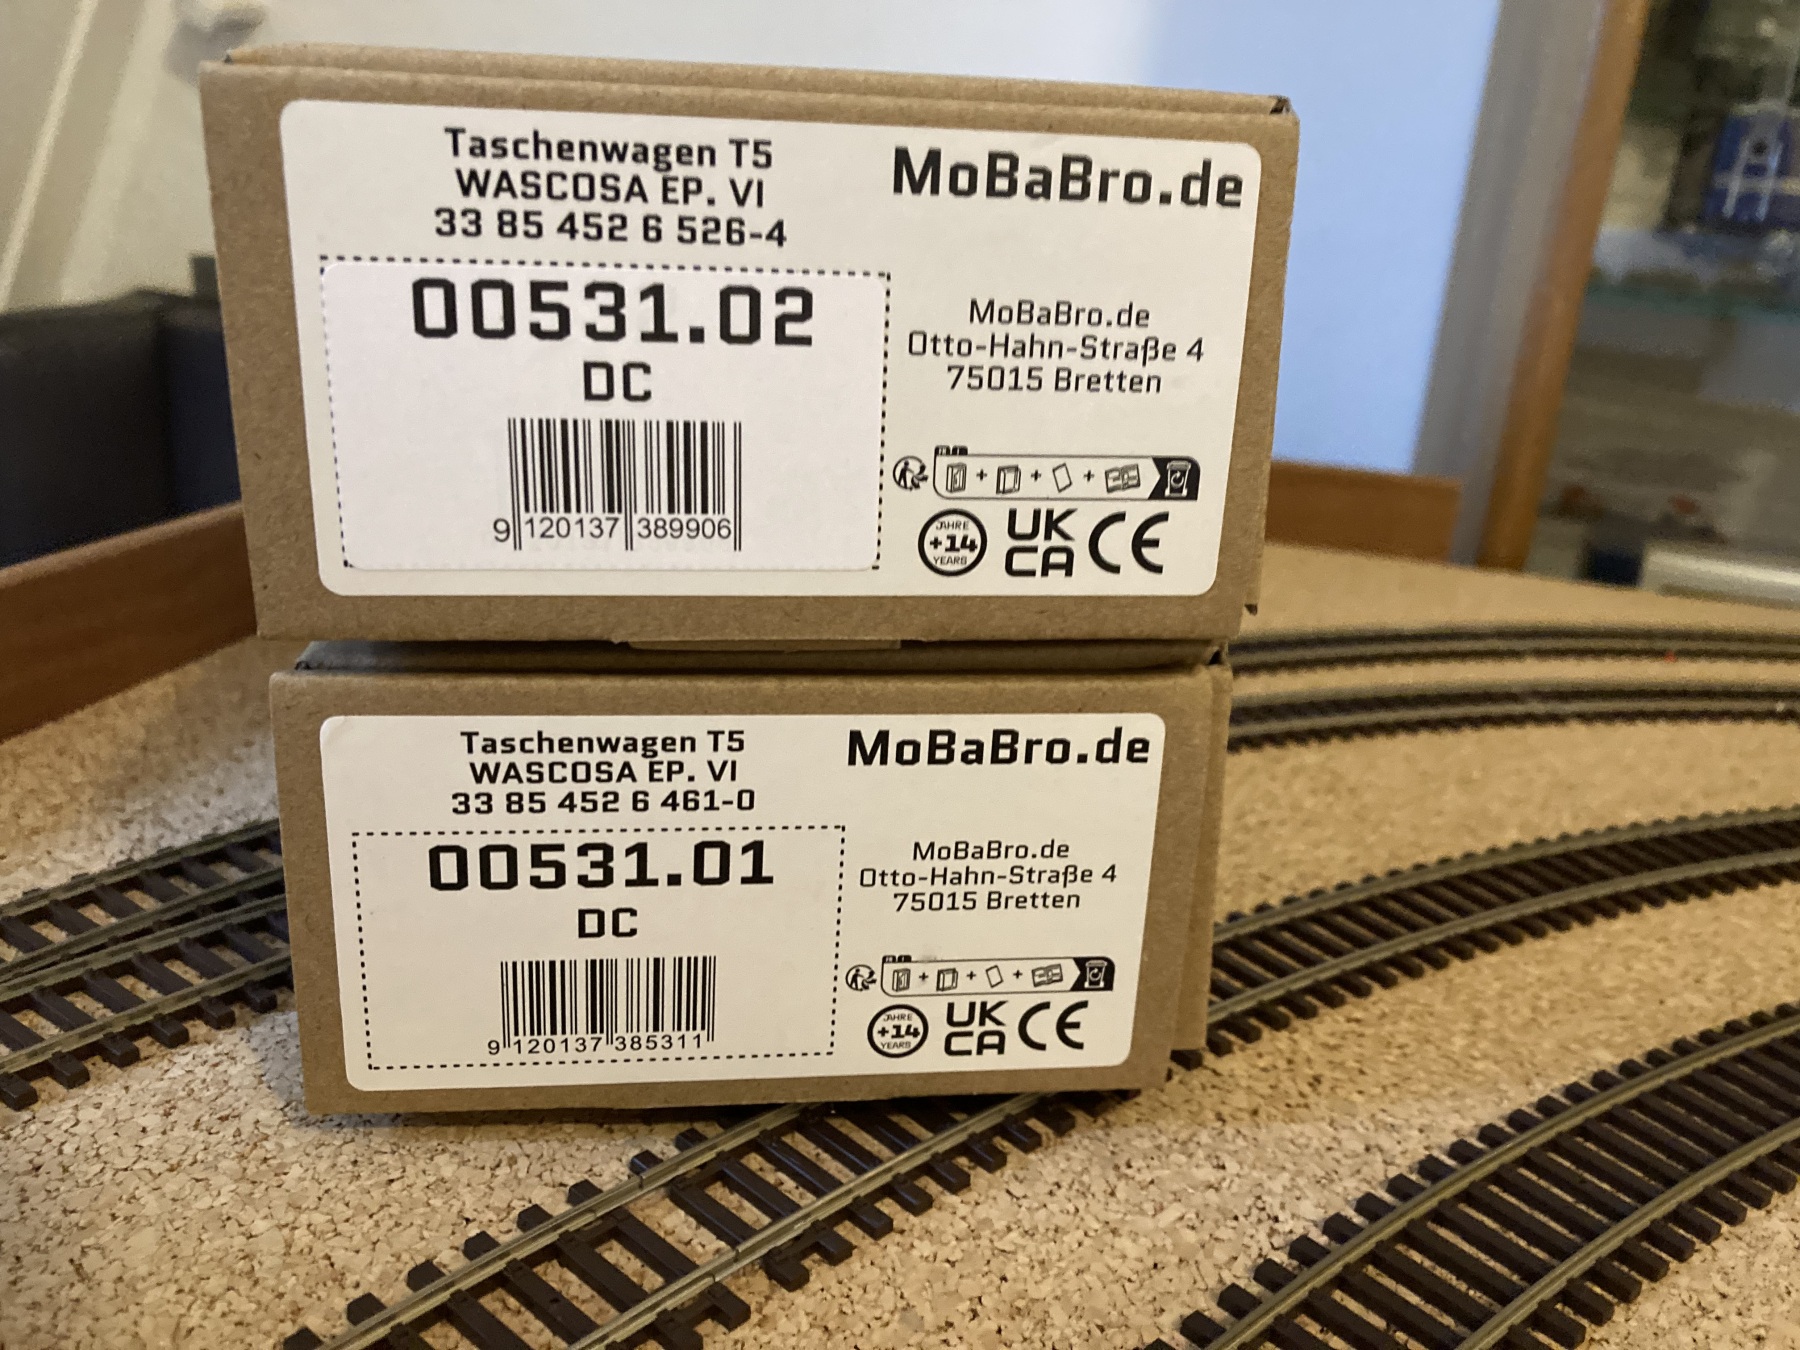 Taschenwagen T5
WASCOSA EP. VI
33 85 452 6 526-4
00531.02
DC
9 120137 389906
MoBaBro.de
MoBaBro.de
Otto-Hahn-Straße 4
75015 Bretten
JAHRE
+14
YEARS
UK
CA
CE
Taschenwagen T5
WASCOSA EP. VI
33 85 452 6 461-0
00531.01
DC
9 120137 385311
MoBaBro.de
MoBaBro.de
Otto-Hahn-Straße 4
75015 Bretten
JAHRE
+14
YEARS
UK
CA
CE